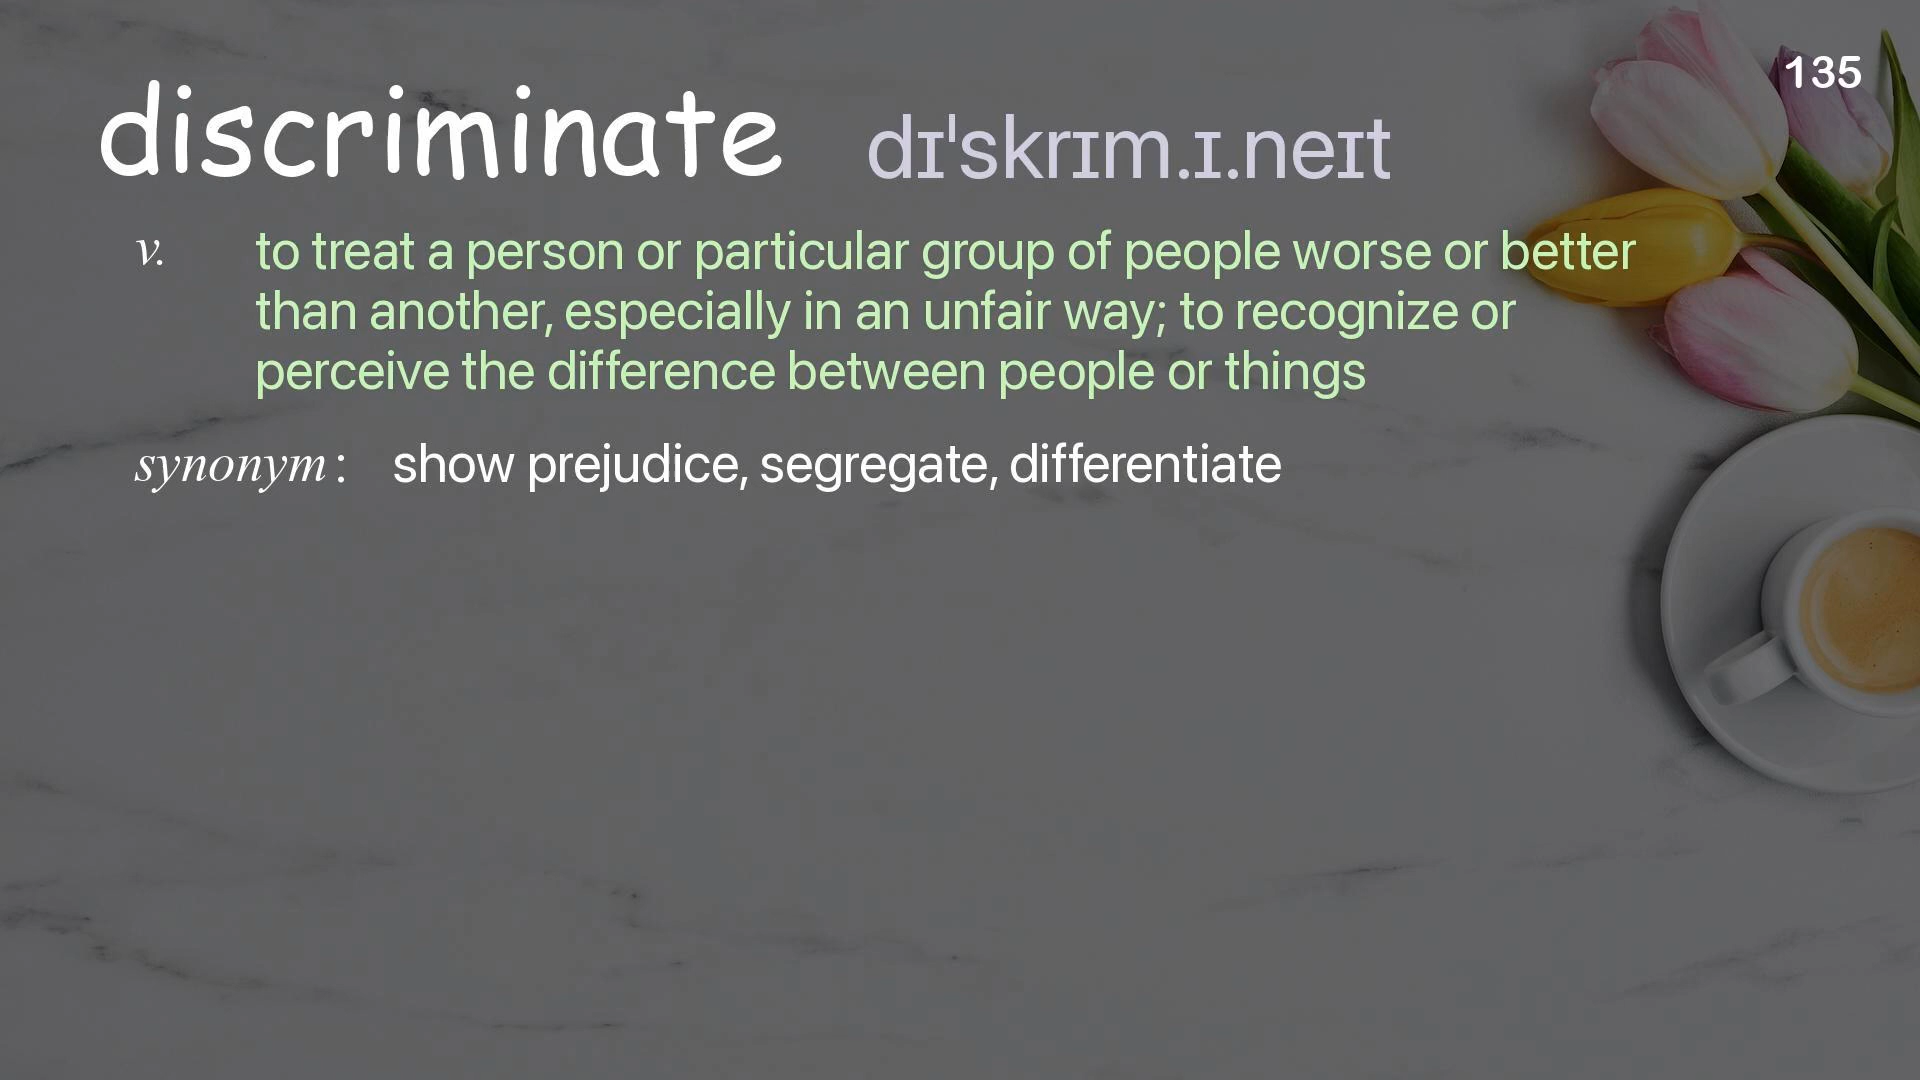 135
discriminate dɪˈskrɪm.ɪ.neɪt
v. to treat a person or particular group of people worse or better
than another, especially in an unfair way; to recognize or
perceive the difference between people or things
synonym : show prejudice, segregate, differentiate